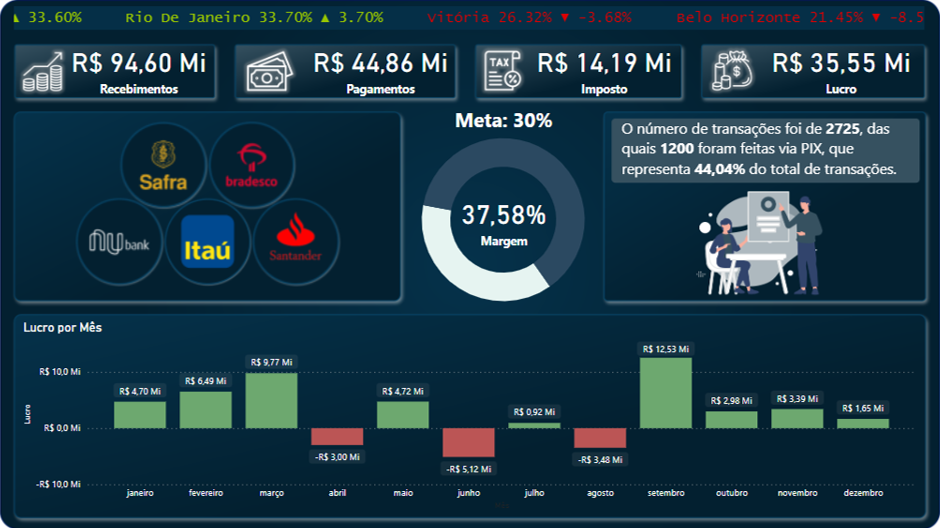 ▲ 33.60% Rio De Janeiro 33.70% ▲ 3.70% Vitória 26.32% ▼ -3.68% Belo Horizonte 21.45% ▼ -8.5
R$ 94,60 Mi
Recebimentos
R$ 44,86 Mi
Pagamentos
TAX
R$ 14,19 Mi
Imposto
R$ 35,55 Mi
Lucro
Safra
bradesco
nu bank
Itaú
Santander
Meta: 30%
37,58%
Margem
O número de transações foi de 2725, das
quais 1200 foram feitas via PIX, que
representa 44,04% do total de transações.
Lucro por Mês
Lucro
R$ 10,0 Mi
R$ 0,0 Mi
-R$ 10,0 Mi
R$ 4,70 Mi
R$ 6,49 Mi
R$ 9,77 Mi
-R$ 3,00 Mi
R$ 4,72 Mi
-R$ 5,12 Mi
R$ 0,92 Mi
-R$ 3,48 Mi
R$ 12,53 Mi
R$ 2,98 Mi
R$ 3,39 Mi
R$ 1,65 Mi
janeiro fevereiro março abril maio junho julho agosto setembro outubro novembro dezembro